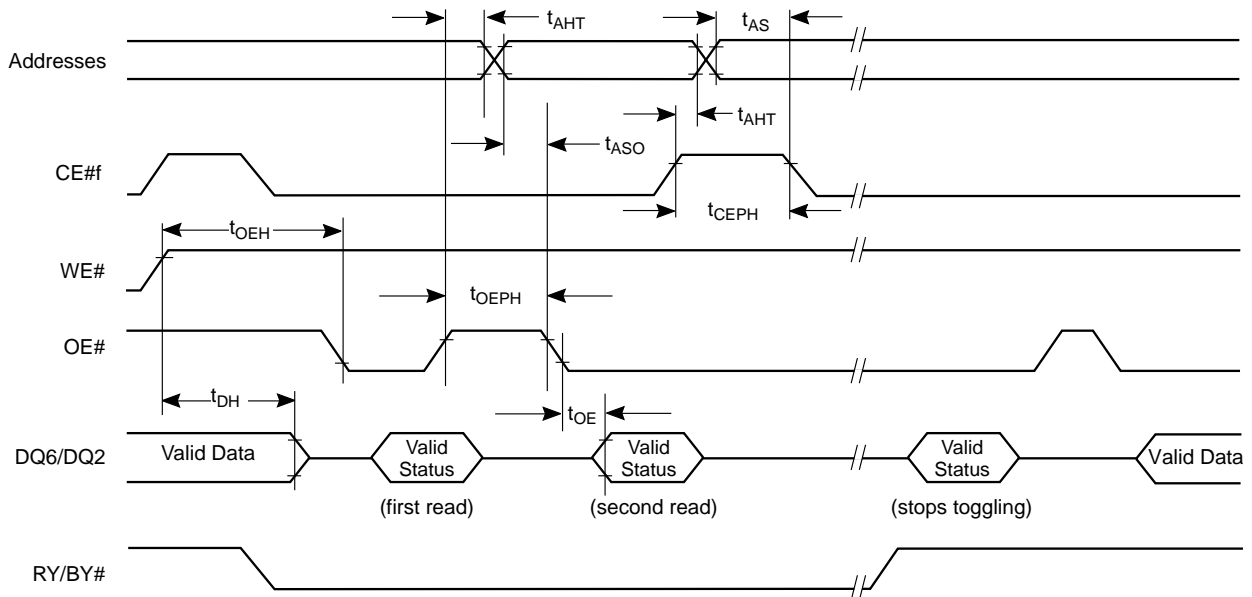 tAHT
tAS
Addresses
//
//
tAHT
tASO
CE#f
//
//
tCEPH
tOEH
WE#
//
tOEPH
OE#
//
//
tDH
tOE
DQ6/DQ2
Valid Data
Valid
Status
Valid
Status
//
Valid
Status
Valid Data
(first read)
(second read)
(stops toggling)
RY/BY#
//